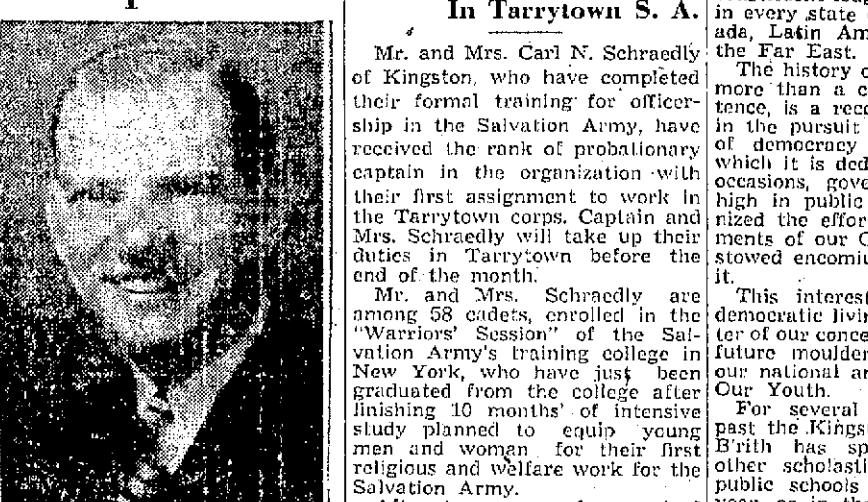 In Tarrytown S. A.
Mr. and Mrs. Carl N. Schraedly
of Kingston, who have completed
their formal training for officer-
ship in the Salvation Army, have
received the rank of probationary
captain in the organization with
their first assignment to work in
the Tarrytown corps. Captain and
Mrs. Schraedly will take up their
duties in Tarrytown before the
end of the month.
Mr. and Mrs. Schraedly are
among 58 cadets, enrolled in the
"Warriors' Session" of the Sal-
vation Army's training college in
New York, who have just been
graduated from the college after
finishing 10 months' of intensive
study planned to equip young
men and woman for their first
religious and welfare work for the
Salvation Army.
in every state
ada, Latin Am
the Far East.
The history o
more than a c
tence, is a reco
in the pursuit
of democracy
which it is ded
occasions, gove
high in public
nized the effor
ments of our C
stowed encomiu
it.
This interest
democratic livin
ter of our conce
future moulder
our national an
Our Youth.
For several
past the Kings
B'rith has sp
other scholasti
public schools